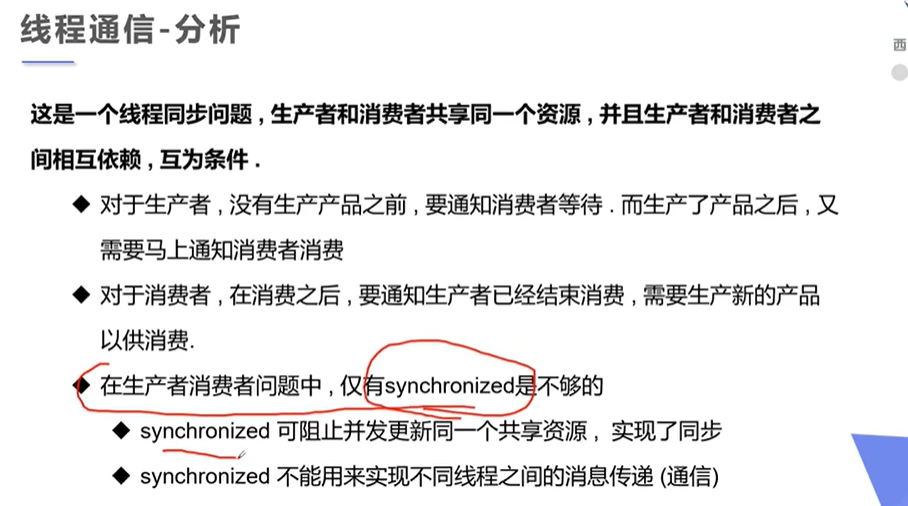 线程通信-分析
西
这是一个线程同步问题 , 生产者和消费者共享同一个资源 , 并且生产者和消费者之
间相互依赖 , 互为条件 .
◆ 对于生产者 , 没有生产产品之前 , 要通知消费者等待 . 而生产了产品之后 , 又
需要马上通知消费者消费
◆ 对于消费者 , 在消费之后 , 要通知生产者已经结束消费 , 需要生产新的产品
以供消费.
◆ 在生产者消费者问题中 , 仅有synchronized是不够的
◆ synchronized 可阻止并发更新同一个共享资源 , 实现了同步
◆ synchronized 不能用来实现不同线程之间的消息传递 (通信)